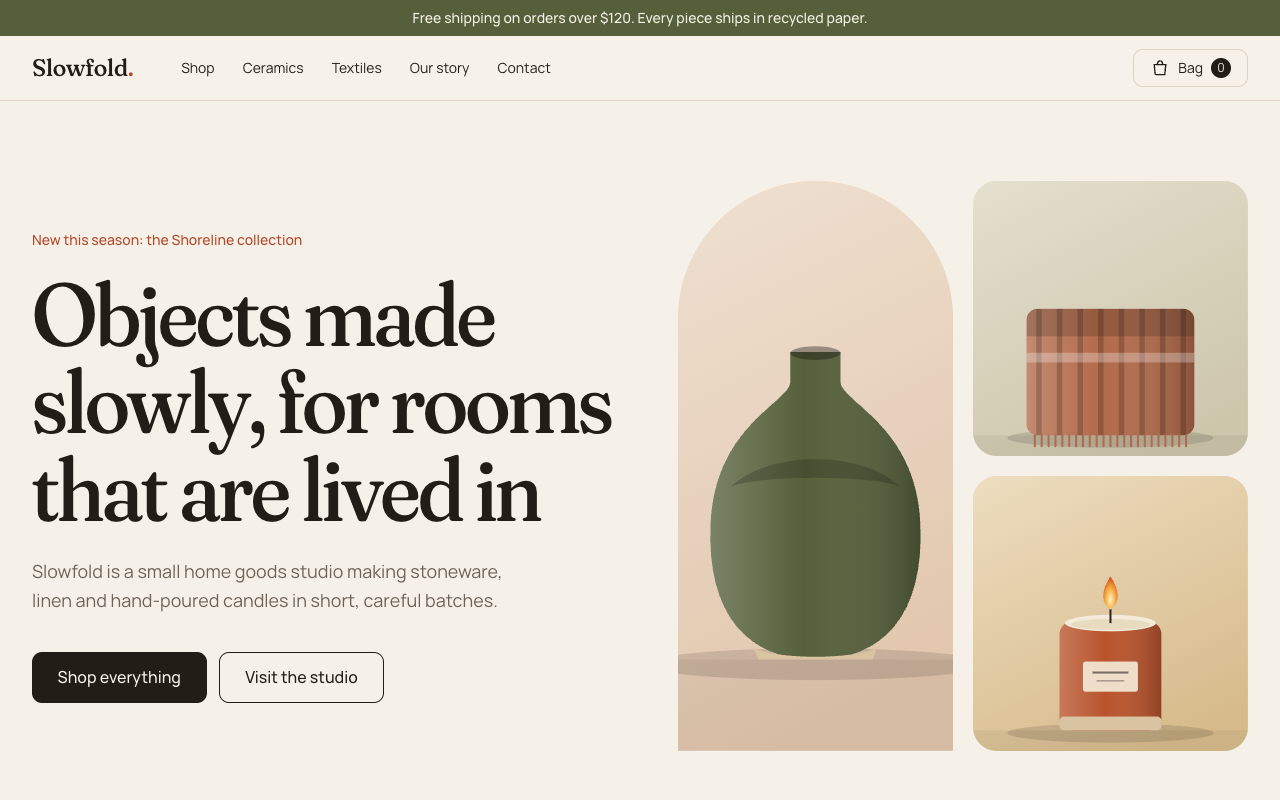 Free shipping on orders over $120. Every piece ships in recycled paper.
Slowfold.
Shop
Ceramics
Textiles
Our story
Contact
Bag 0
New this season: the Shoreline collection
Objects made
slowly, for rooms
that are lived in
Slowfold is a small home goods studio making stoneware,
linen and hand-poured candles in short, careful batches.
Shop everything
Visit the studio